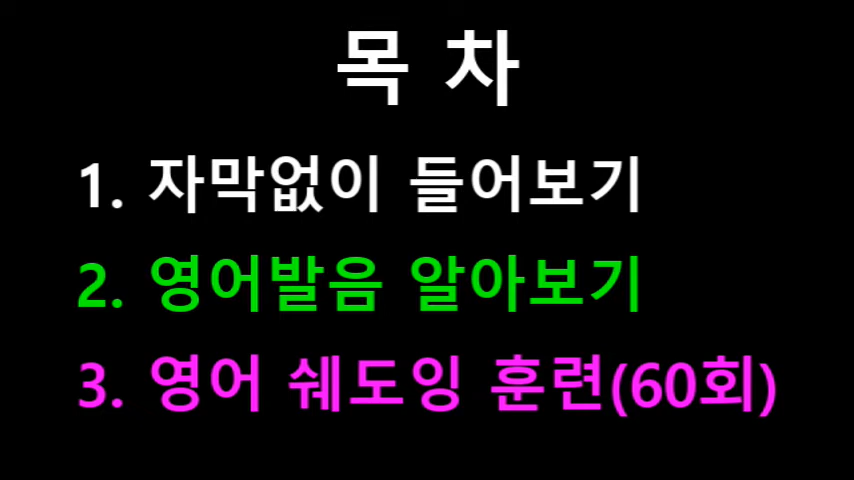 목 차
1. 자막없이 들어보기
2. 영어발음 알아보기
3. 영어 쉐도잉 훈련(60회)